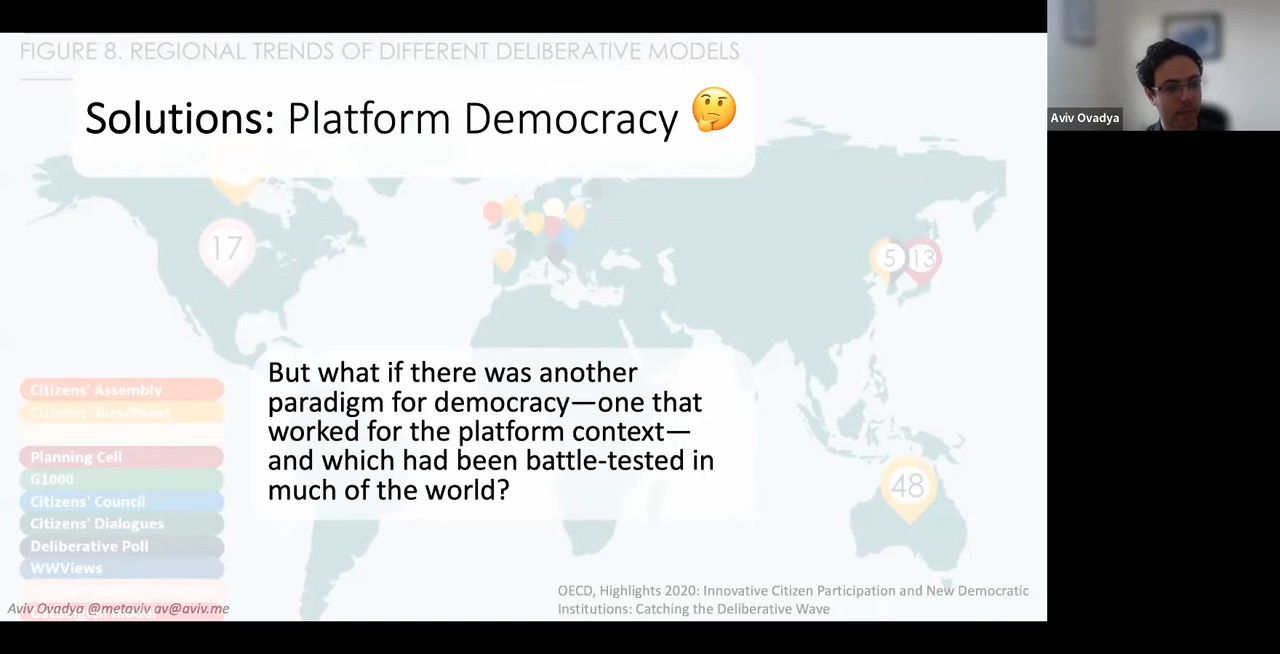 FIGURE 8. REGIONAL TRENDS OF DIFFERENT DELIBERATIVE MODELS
Solutions: Platform Democracy 🤔
Aviv Ovadya
17
5
13
But what if there was another
paradigm for democracy—one that
worked for the platform context—
and which had been battle-tested in
much of the world?
Citizens' Assembly
Citizens' Jury/Panel
Planning Cell
G1000
Citizens' Council
Citizens' Dialogues
Deliberative Poll
WWViews
48
OECD, Highlights 2020: Innovative Citizen Participation and New Democratic
Institutions: Catching the Deliberative Wave
Aviv Ovadya @metaviv av@aviv.me